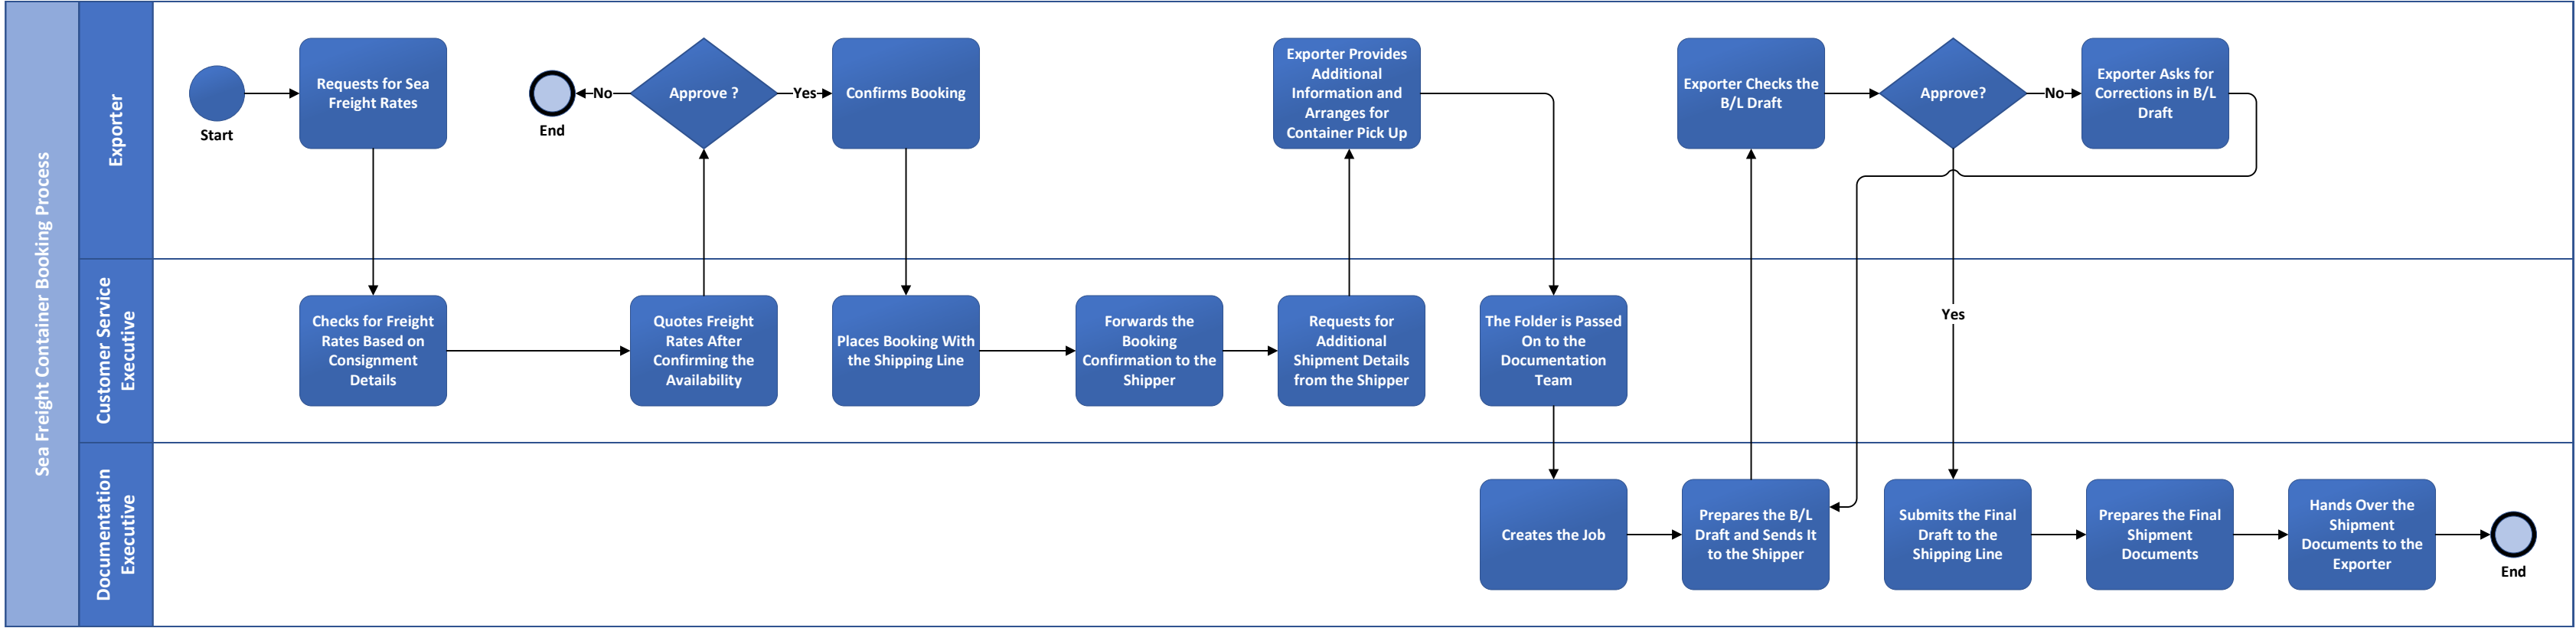 Sea Freight Container Booking Process
Exporter
Start
Requests for Sea
Freight Rates
End
No
Approve ?
Yes
Confirms Booking
Exporter Provides
Additional
Information and
Arranges for
Container Pick Up
Exporter Checks the
B/L Draft
Approve?
No
Exporter Asks for
Corrections in B/L
Draft
Customer Service
Executive
Checks for Freight
Rates Based on
Consignment
Details
Quotes Freight
Rates After
Confirming the
Availability
Places Booking With
the Shipping Line
Forwards the
Booking
Confirmation to the
Shipper
Requests for
Additional
Shipment Details
from the Shipper
The Folder is Passed
On to the
Documentation
Team
Yes
Documentation
Executive
Creates the Job
Prepares the B/L
Draft and Sends It
to the Shipper
Submits the Final
Draft to the
Shipping Line
Prepares the Final
Shipment
Documents
Hands Over the
Shipment
Documents to the
Exporter
End